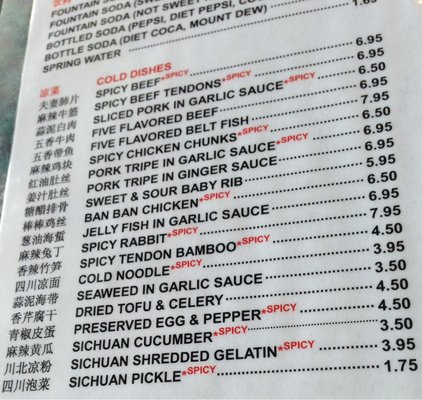 FOUNTAIN SODA
FOUNTAIN SODA (NOT SWEET
BOTTLED SODA (PEPSI, DIET PEPSI,
BOTTLE SODA (DIET COCA, MOUNT DEW)
SPRING WATER
凉菜 COLD DISHES
夫妻肺片 SPICY BEEF*SPICY 6.95
麻辣牛筋 SPICY BEEF TENDONS*SPICY 6.95
蒜泥白肉 SLICED PORK IN GARLIC SAUCE*SPICY 6.50
五香牛肉 FIVE FLAVORED BEEF 6.95
五香带鱼 FIVE FLAVORED BELT FISH 7.95
麻辣鸡块 SPICY CHICKEN CHUNKS*SPICY 6.50
红油肚丝 PORK TRIPE IN GARLIC SAUCE*SPICY 6.95
姜汁肚丝 PORK TRIPE IN GINGER SAUCE 6.95
糖醋排骨 SWEET & SOUR BABY RIB 5.95
棒棒鸡丝 BAN BAN CHICKEN*SPICY 6.50
葱油海蜇 JELLY FISH IN GARLIC SAUCE 6.95
麻辣兔丁 SPICY RABBIT*SPICY 7.95
香辣竹笋 SPICY TENDON BAMBOO*SPICY 4.50
四川凉面 COLD NOODLE*SPICY 3.95
蒜泥海带 SEAWEED IN GARLIC SAUCE 3.50
香芹腐干 DRIED TOFU & CELERY 4.50
青椒皮蛋 PRESERVED EGG & PEPPER*SPICY 4.50
麻辣黄瓜 SICHUAN CUCUMBER*SPICY 3.50
川北凉粉 SICHUAN SHREDDED GELATIN*SPICY 3.95
四川泡菜 SICHUAN PICKLE*SPICY 1.75